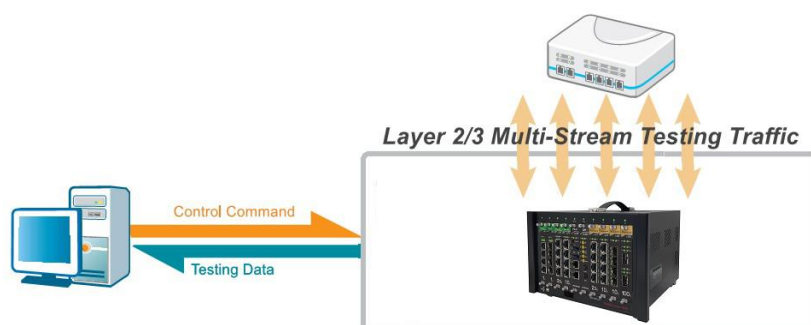 Layer 2/3 Multi-Stream Testing Traffic
Control Command
Testing Data